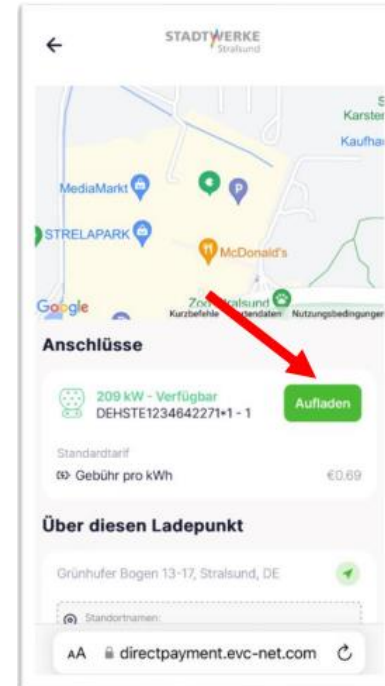 STADTWERKE
Stralsund
Karsten
Kaufha
MediaMarkt
P
STRELAPARK
McDonald's
Zoo Stralsund
Google
Kurzbefehle
Nutzungsbedingungen
Anschlüsse
209 kW - Verfügbar
DEHSTE1234642271*1 - 1
Aufladen
Standardtarif
Gebühr pro kWh
€0.69
Über diesen Ladepunkt
Grünhufer Bogen 13-17, Stralsund, DE
Standortnamen:
AA
directpayment.evc-net.com